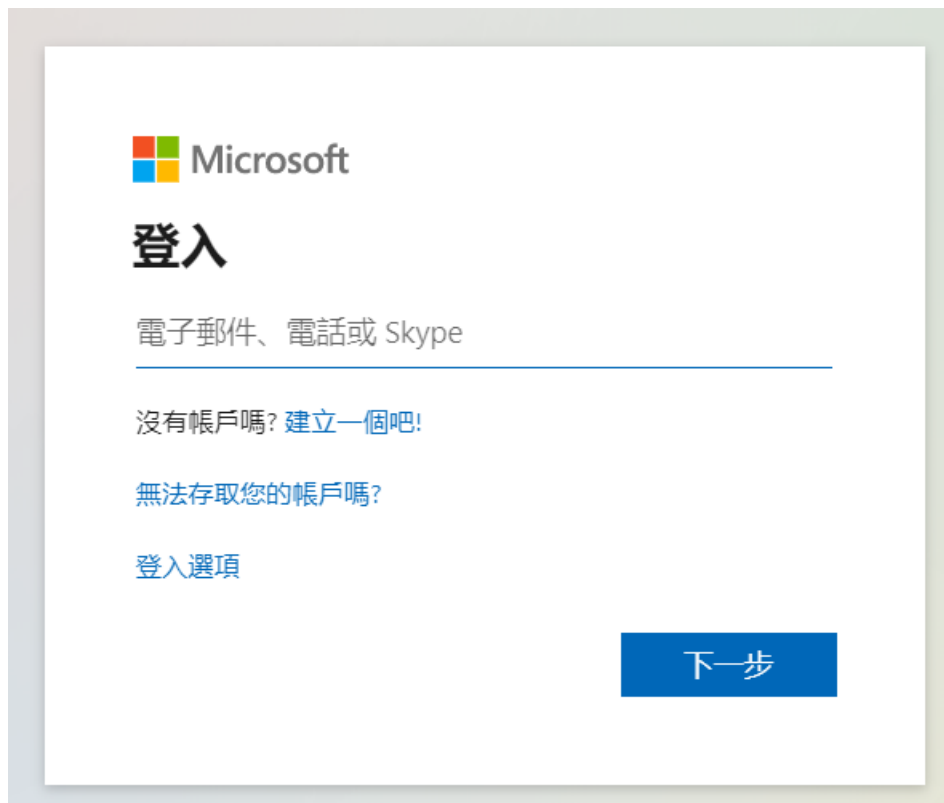 Microsoft
登入
電子郵件、電話或 Skype
沒有帳戶嗎? 建立一個吧!
無法存取您的帳戶嗎?
登入選項
下一步